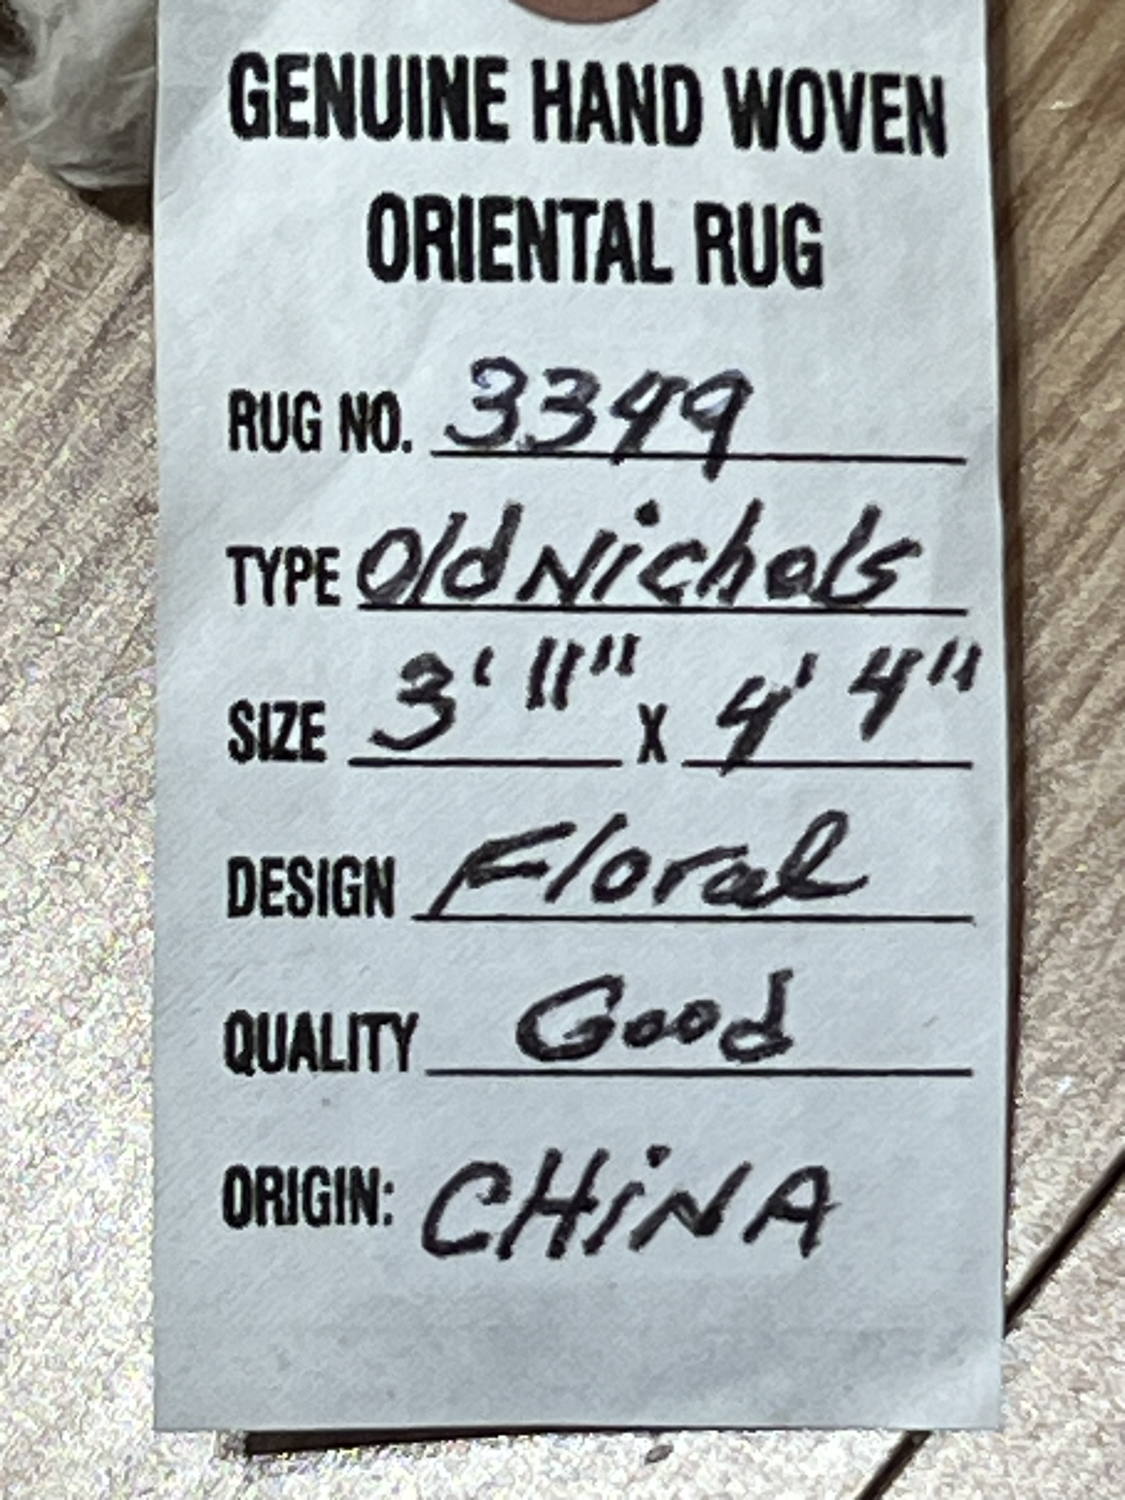 GENUINE HAND WOVEN
ORIENTAL RUG
RUG NO. 3349
TYPE Old Nichols
SIZE 3' 11" X 4' 4"
DESIGN Floral
QUALITY Good
ORIGIN: CHiNA